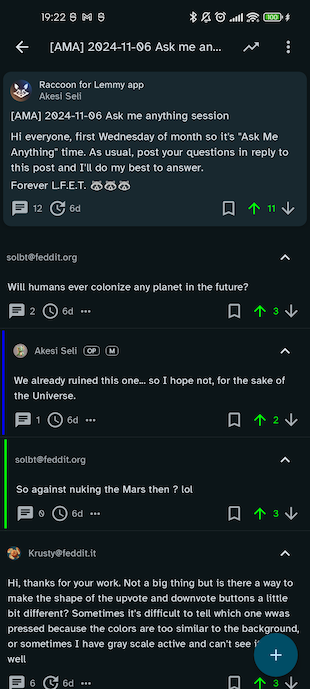 19:22
[AMA] 2024-11-06 Ask me an...
Raccoon for Lemmy app
Akesi Seli
[AMA] 2024-11-06 Ask me anything session
Hi everyone, first Wednesday of month so it's "Ask Me
Anything" time. As usual, post your questions in reply to
this post and I'll do my best to answer.
Forever L.F.E.T. 🦝🦝🦝
12 6d 11
solbt@feddit.org
Will humans ever colonize any planet in the future?
2 6d ••• 3
Akesi Seli OP M
We already ruined this one... so I hope not, for the sake of
the Universe.
1 6d ••• 2
solbt@feddit.org
So against nuking the Mars then ? lol
0 6d ••• 3
Krusty@feddit.it
Hi, thanks for your work. Not a big thing but is there a way to
make the shape of the upvote and downvote buttons a little
bit different? Sometimes it's difficult to tell which one wwas
pressed because the colors are too similar to the background,
or sometimes I have gray scale active and can't see
well
6 6d 3